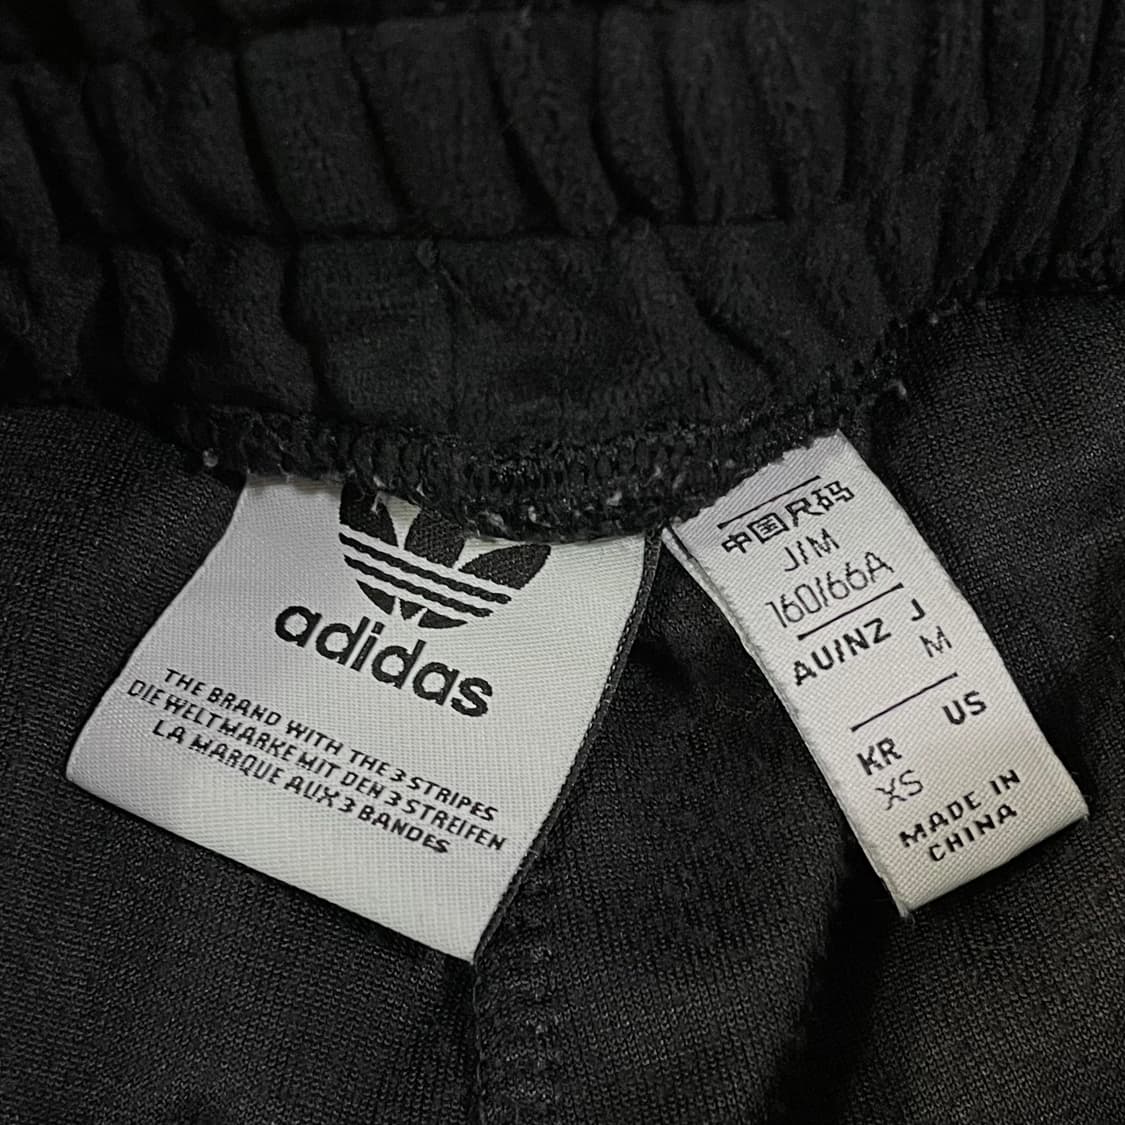 adidas
THE BRAND WITH THE 3 STRIPES
DIE WELTMARKE MIT DEN 3 STREIFEN
LA MARQUE AUX 3 BANDES
中国尺码
J/M
160/66A
AU/NZ J
M
US
KR
XS
MADE IN
CHINA